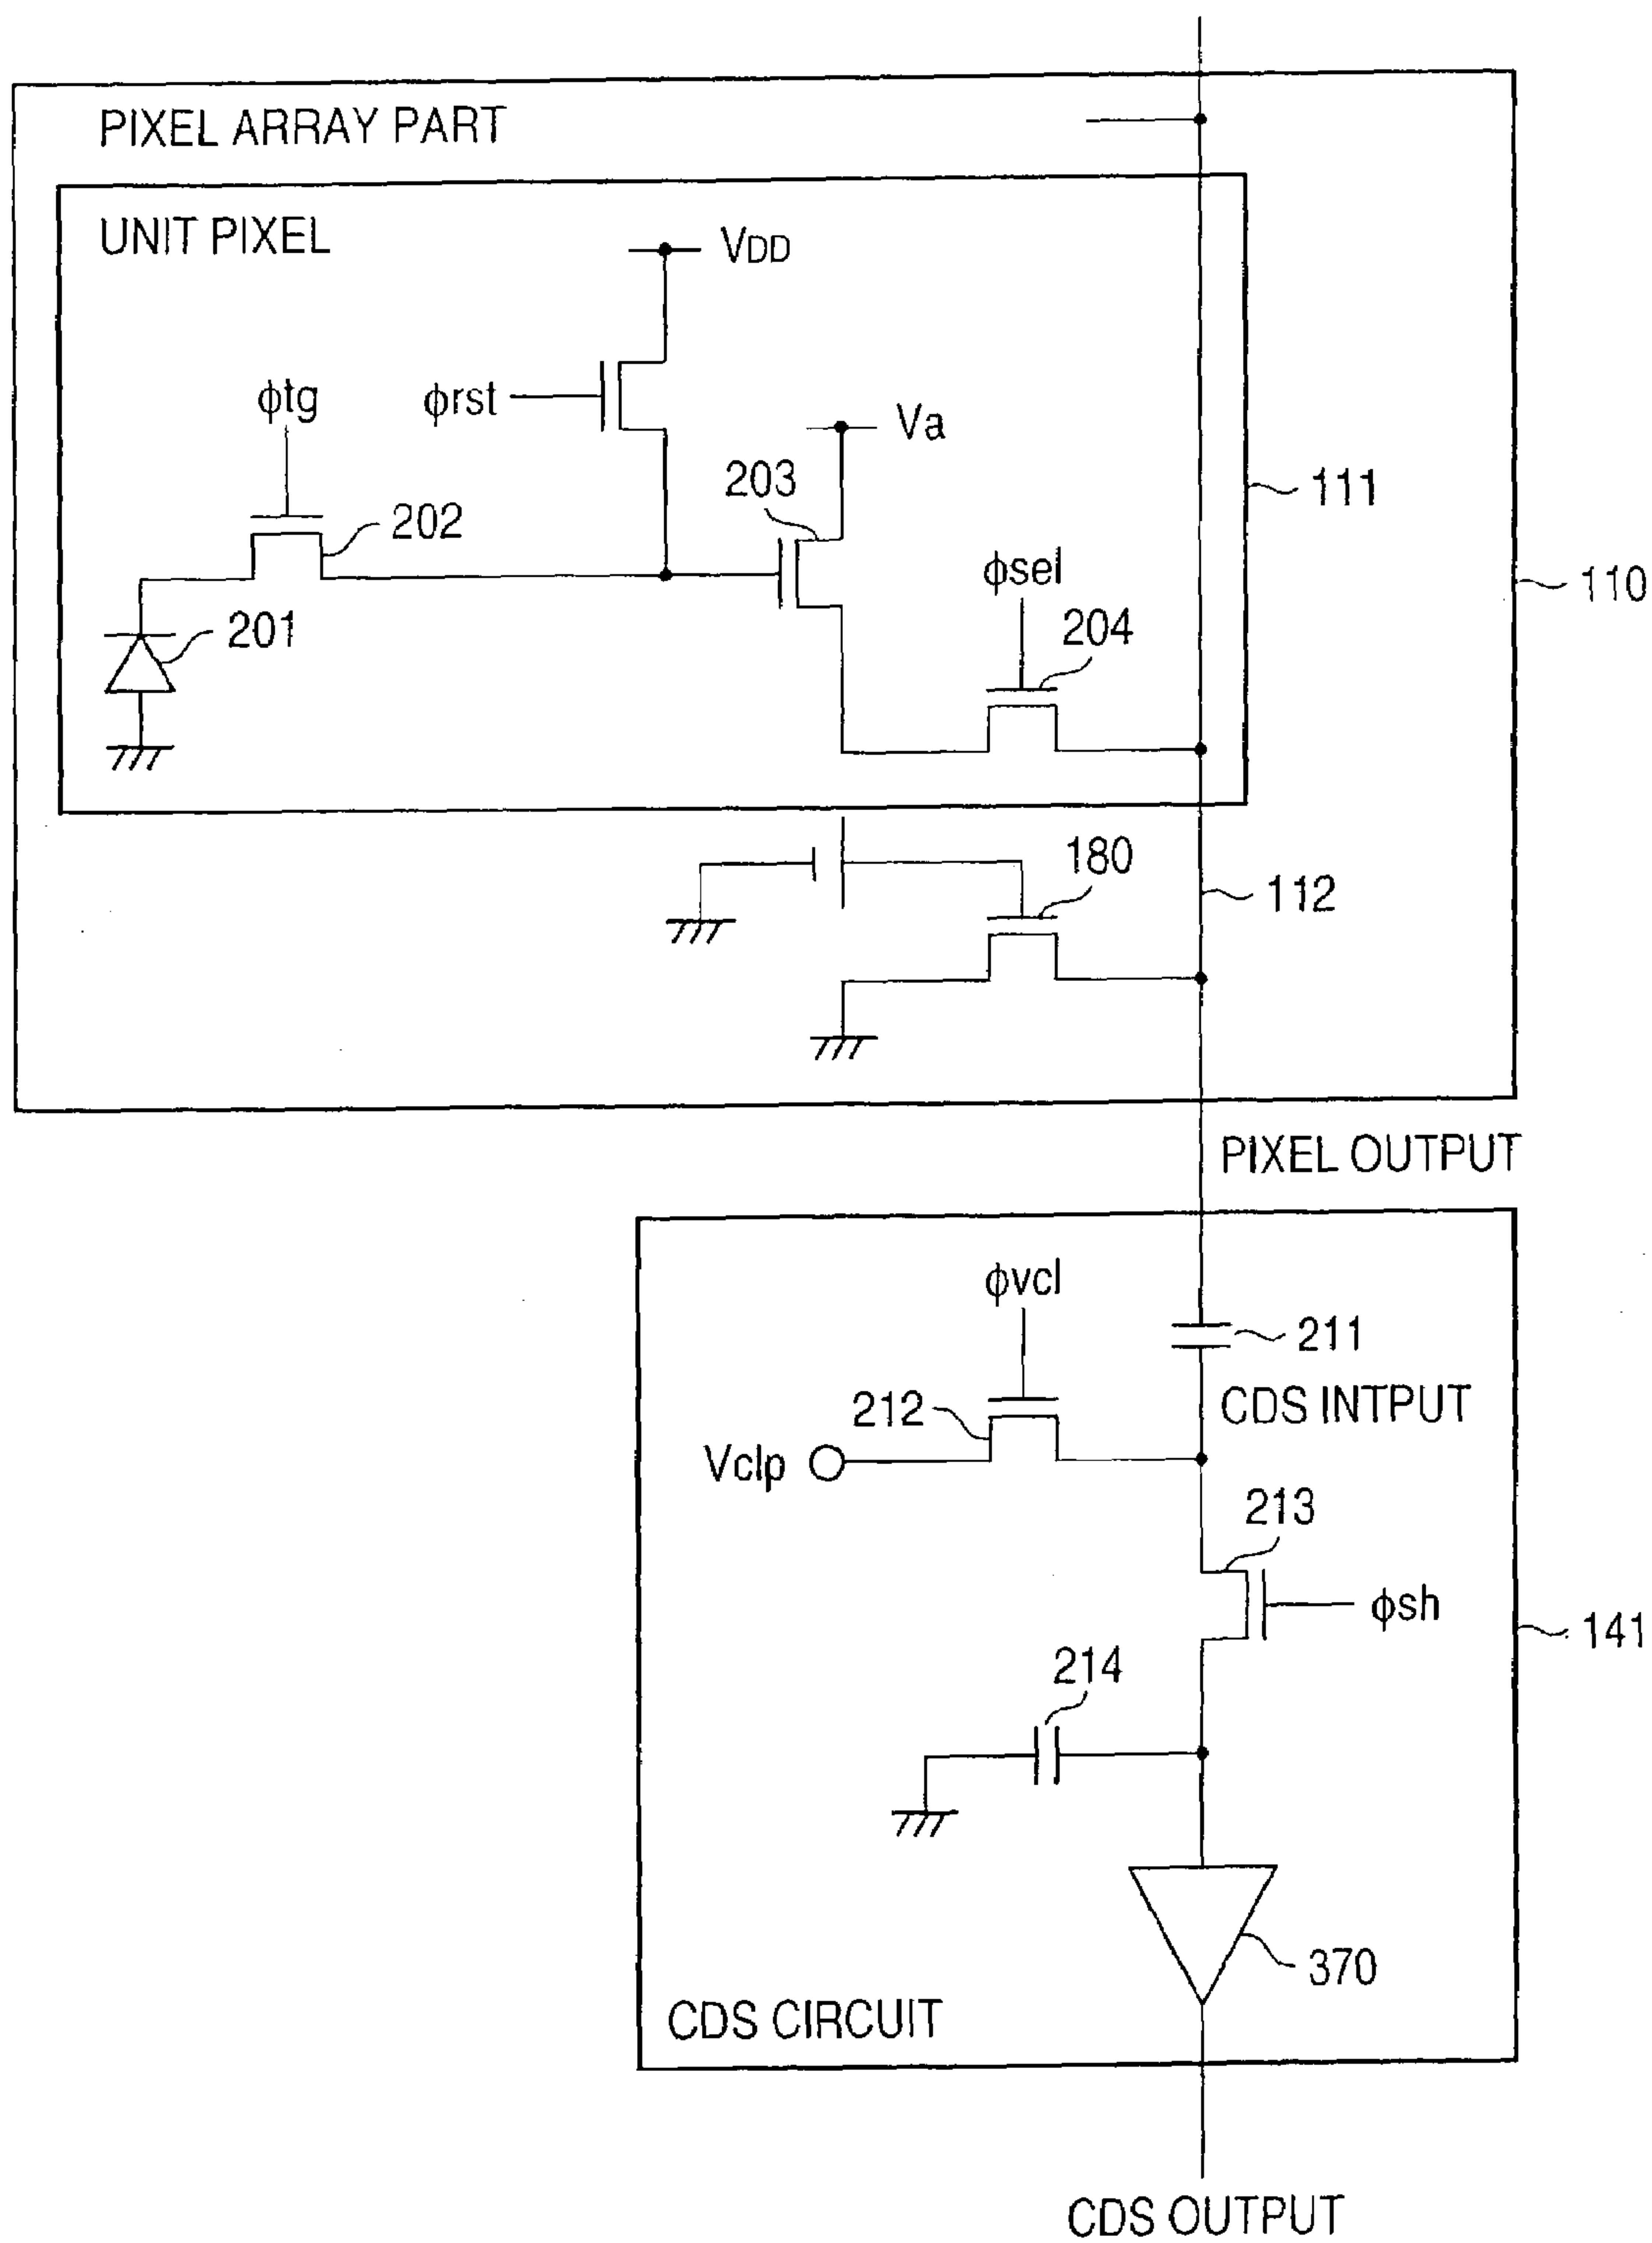 PIXEL ARRAY PART
UNIT PIXEL
VDD
ϕtg
ϕrst
Va
203
111
202
ϕsel
110
201
204
180
112
PIXEL OUTPUT
ϕvcl
211
212
CDS INTPUT
Vclp
213
ϕsh
141
214
370
CDS CIRCUIT
CDS OUTPUT